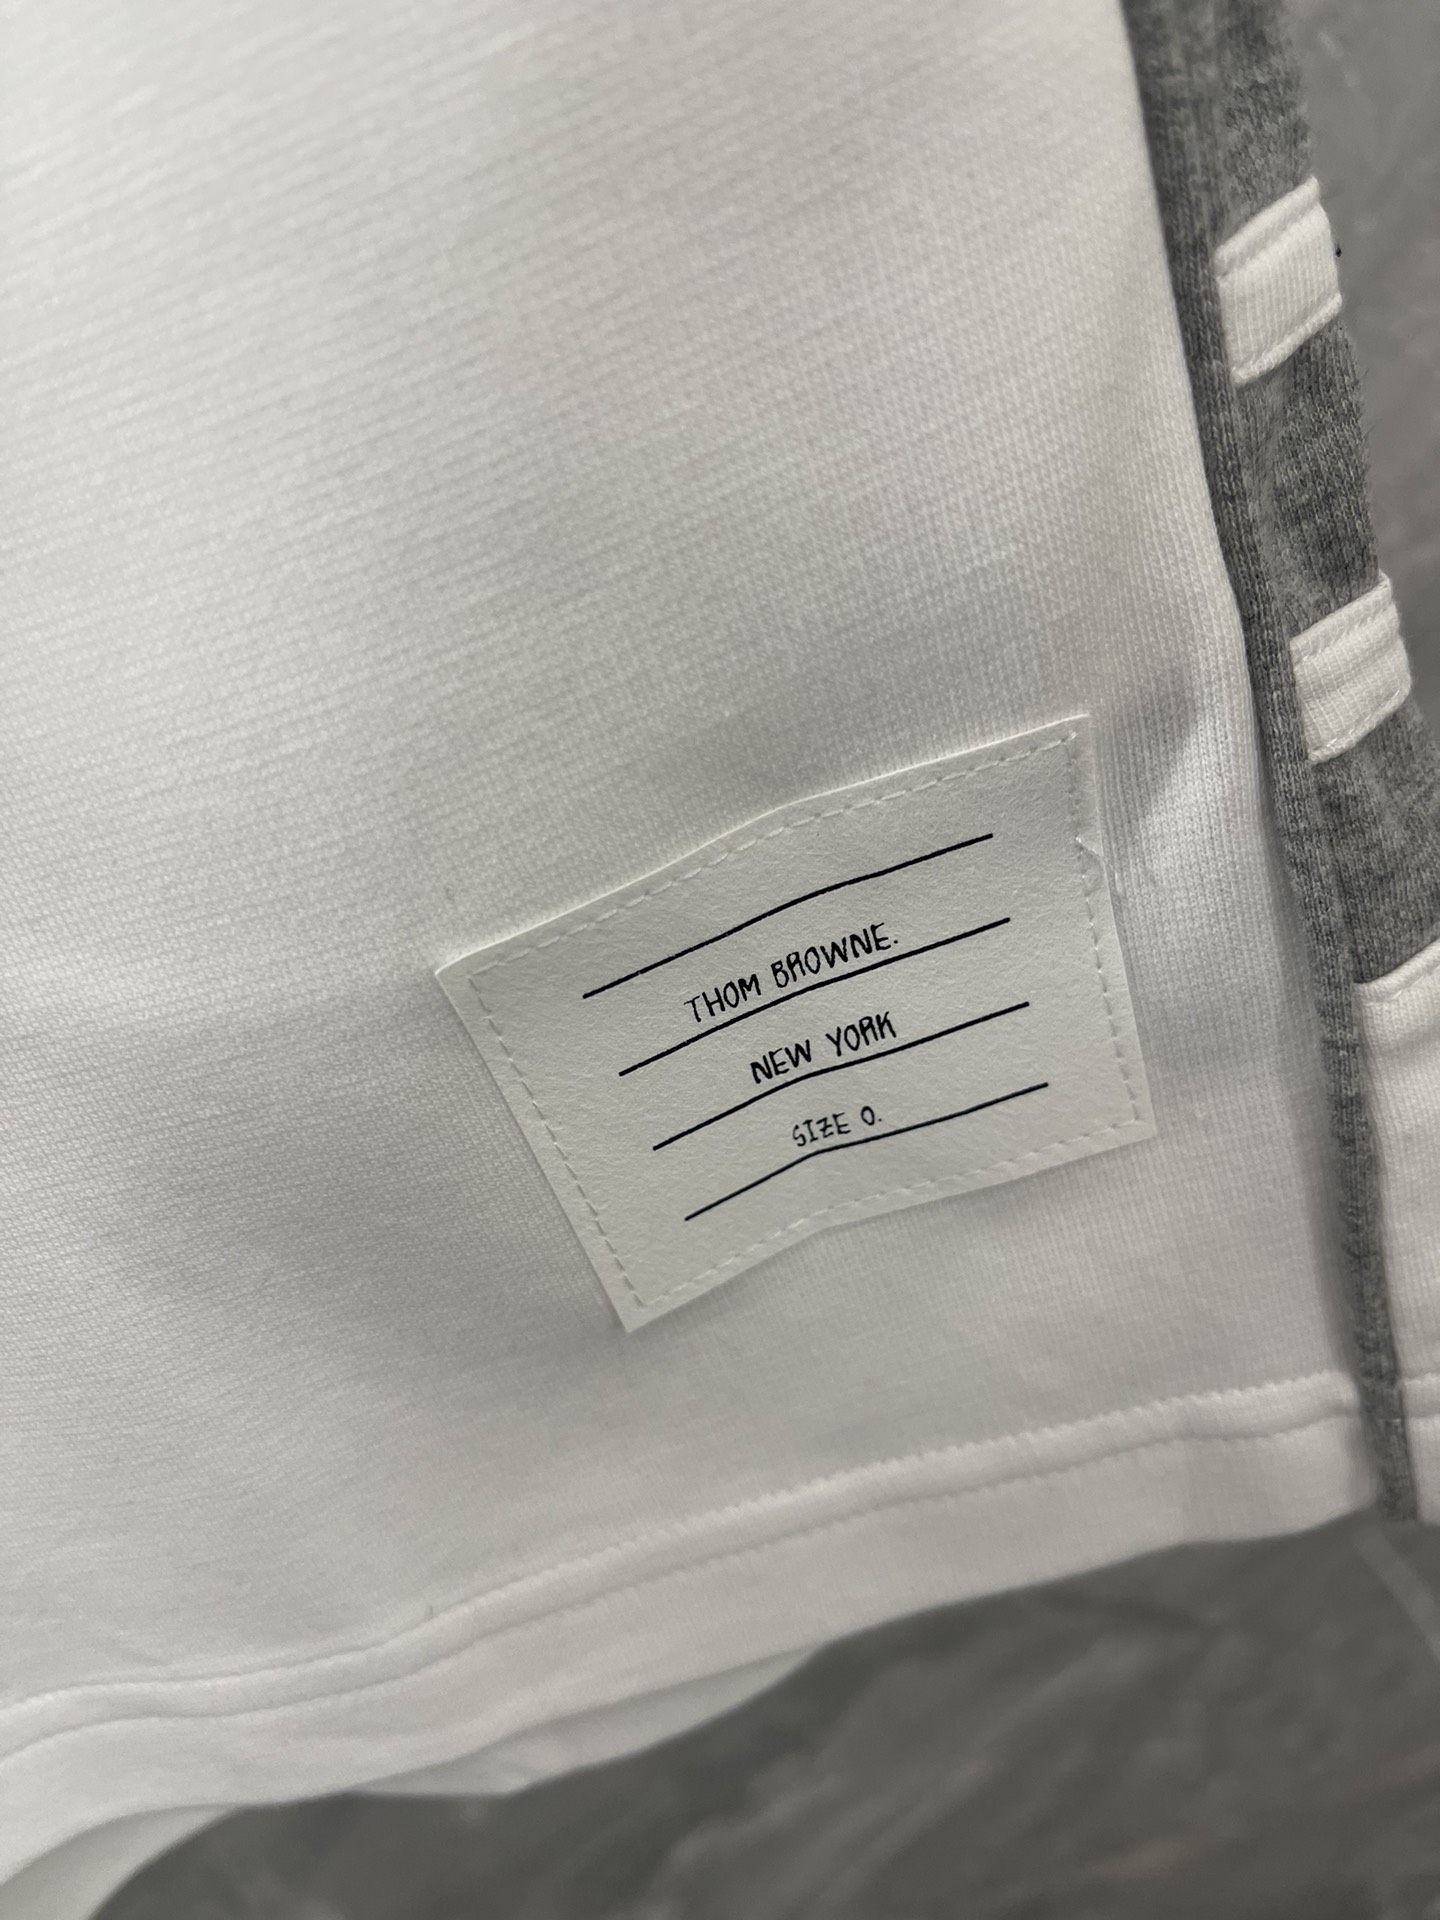 THOM BROWNE.
NEW YORK
SIZE 0.